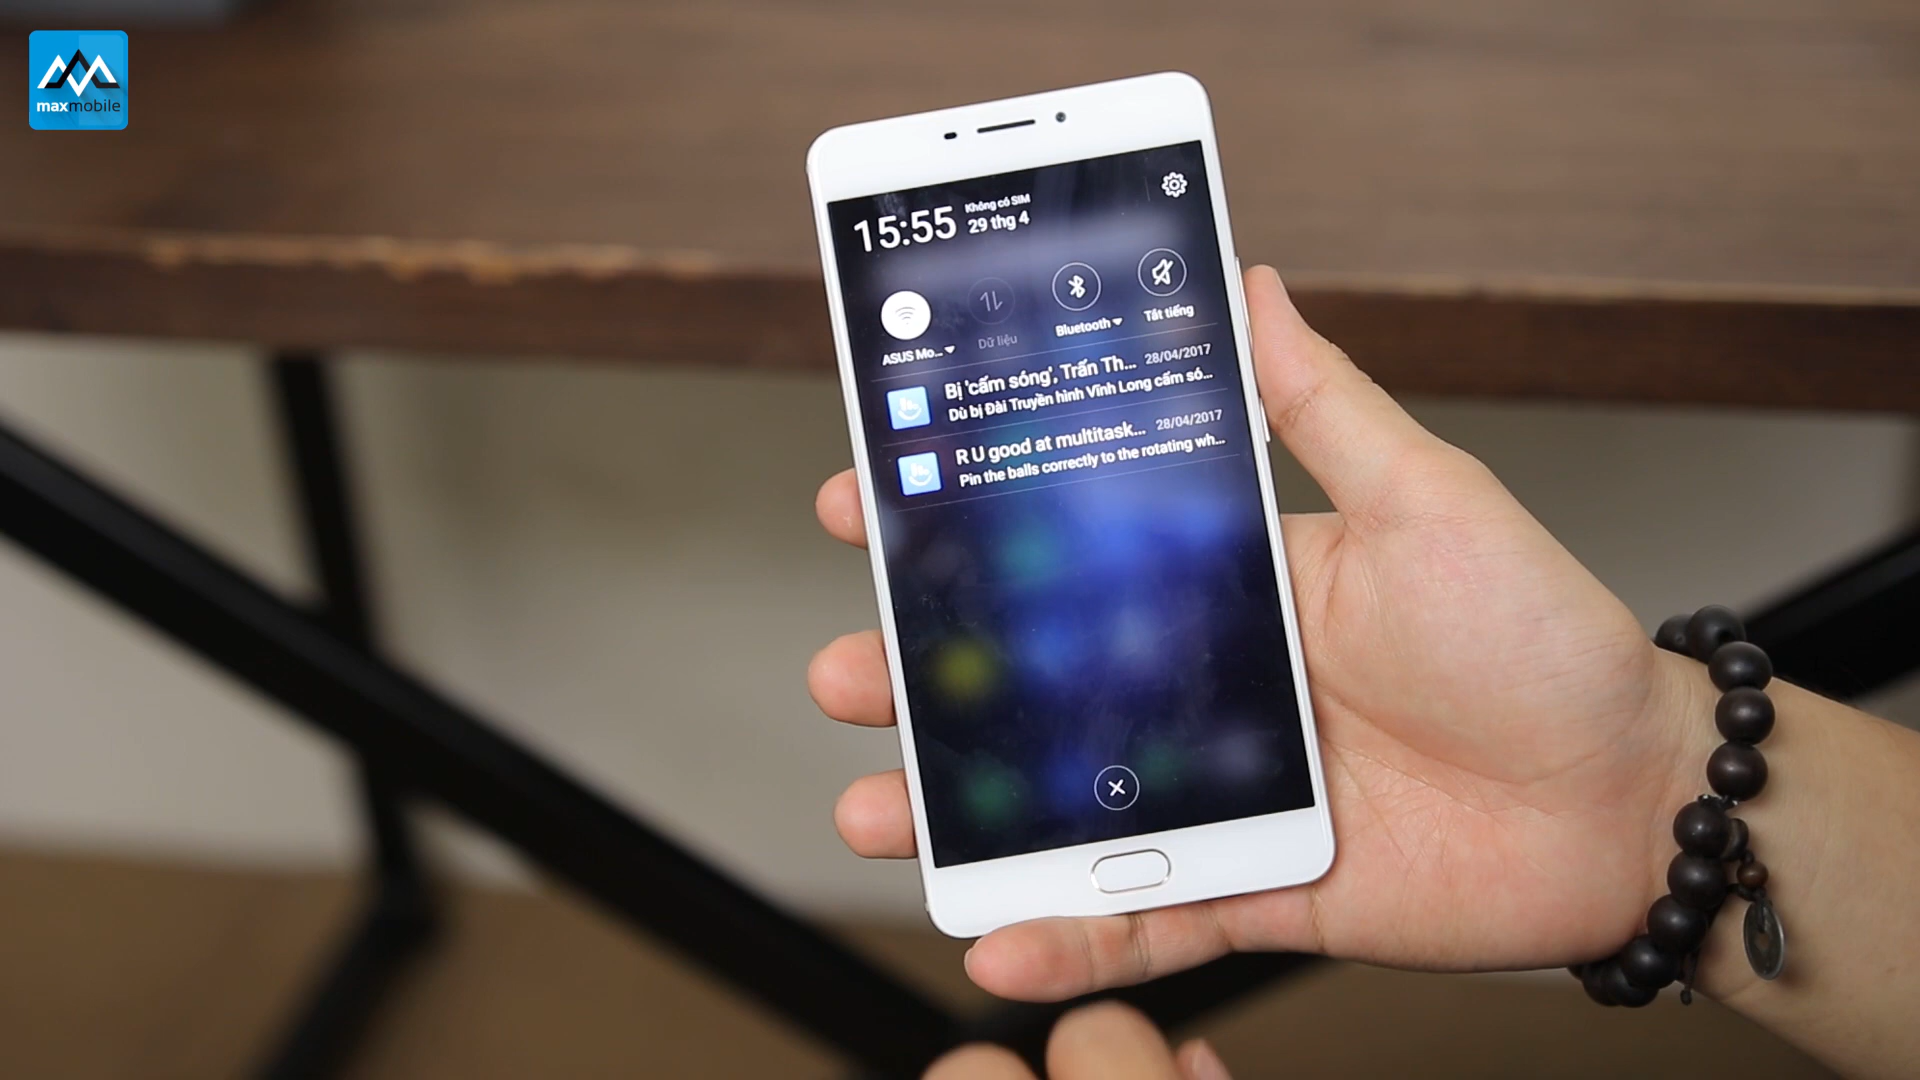 maxmobile
15:55
Không có SIM
29 thg 4
ASUS Mo...
Dữ liệu
Bluetooth
Tắt tiếng
Bị 'cấm sóng', Trấn Th... 28/04/2017
Dù bị Đài Truyền hình Vĩnh Long cấm só...
R U good at multitask... 28/04/2017
Pin the balls correctly to the rotating wh...